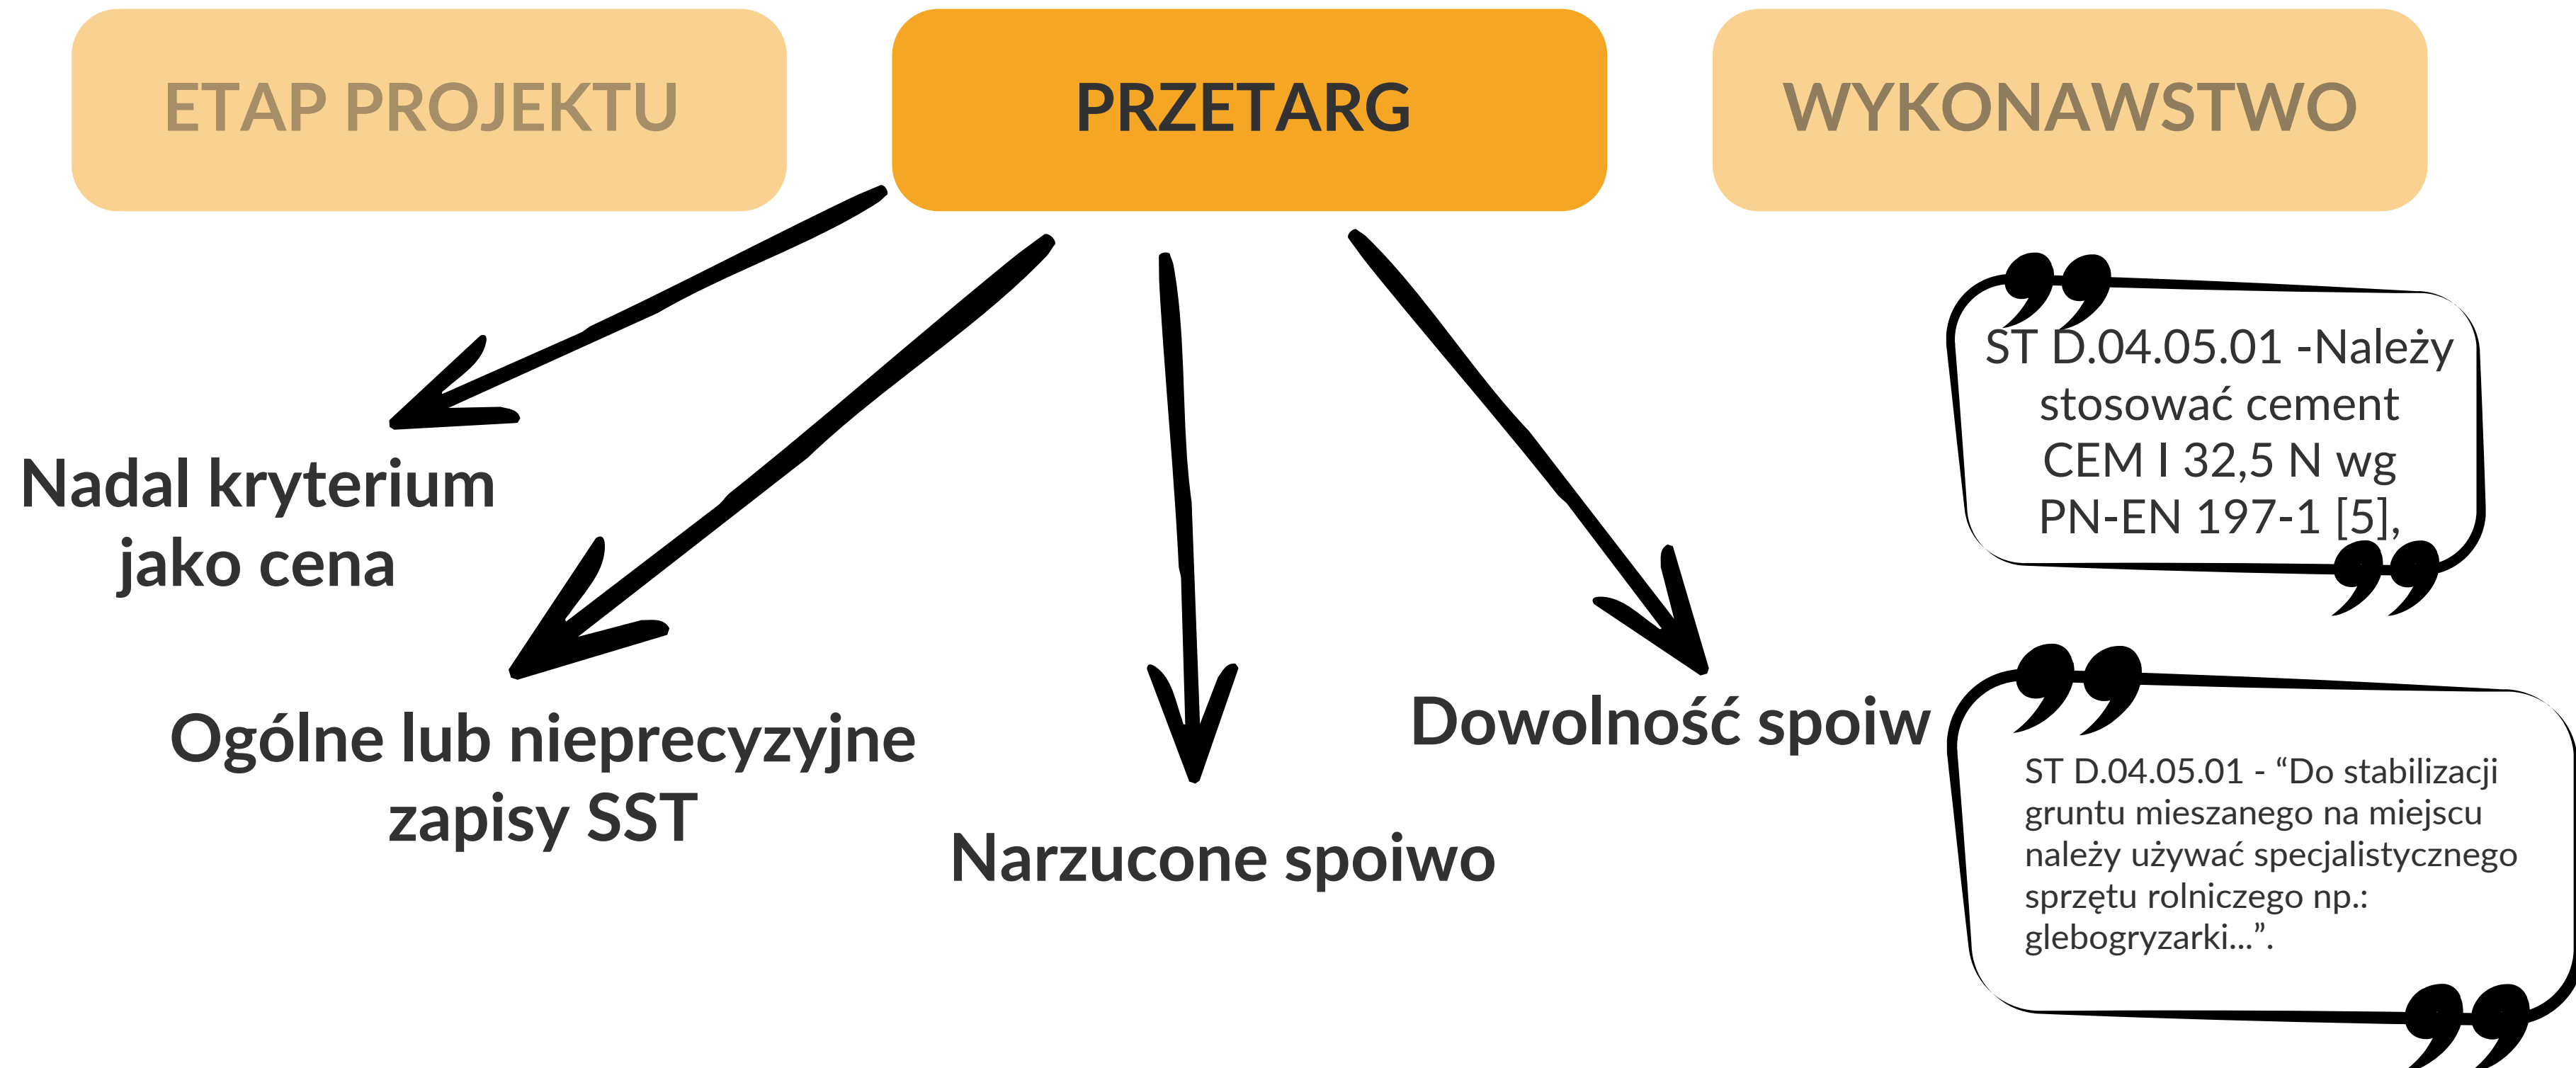 ETAP PROJEKTU
PRZETARG
WYKONAWSTWO
Nadal kryterium
jako cena
Ogólne lub nieprecyzyjne
zapisy SST
Narzucone spoiwo
Dowolność spoiw
ST D.04.05.01 -Należy
stosować cement
CEM I 32,5 N wg
PN-EN 197-1 [5],
ST D.04.05.01 - “Do stabilizacji
gruntu mieszanego na miejscu
należy używać specjalistycznego
sprzętu rolniczego np.:
glebogryzarki...”.